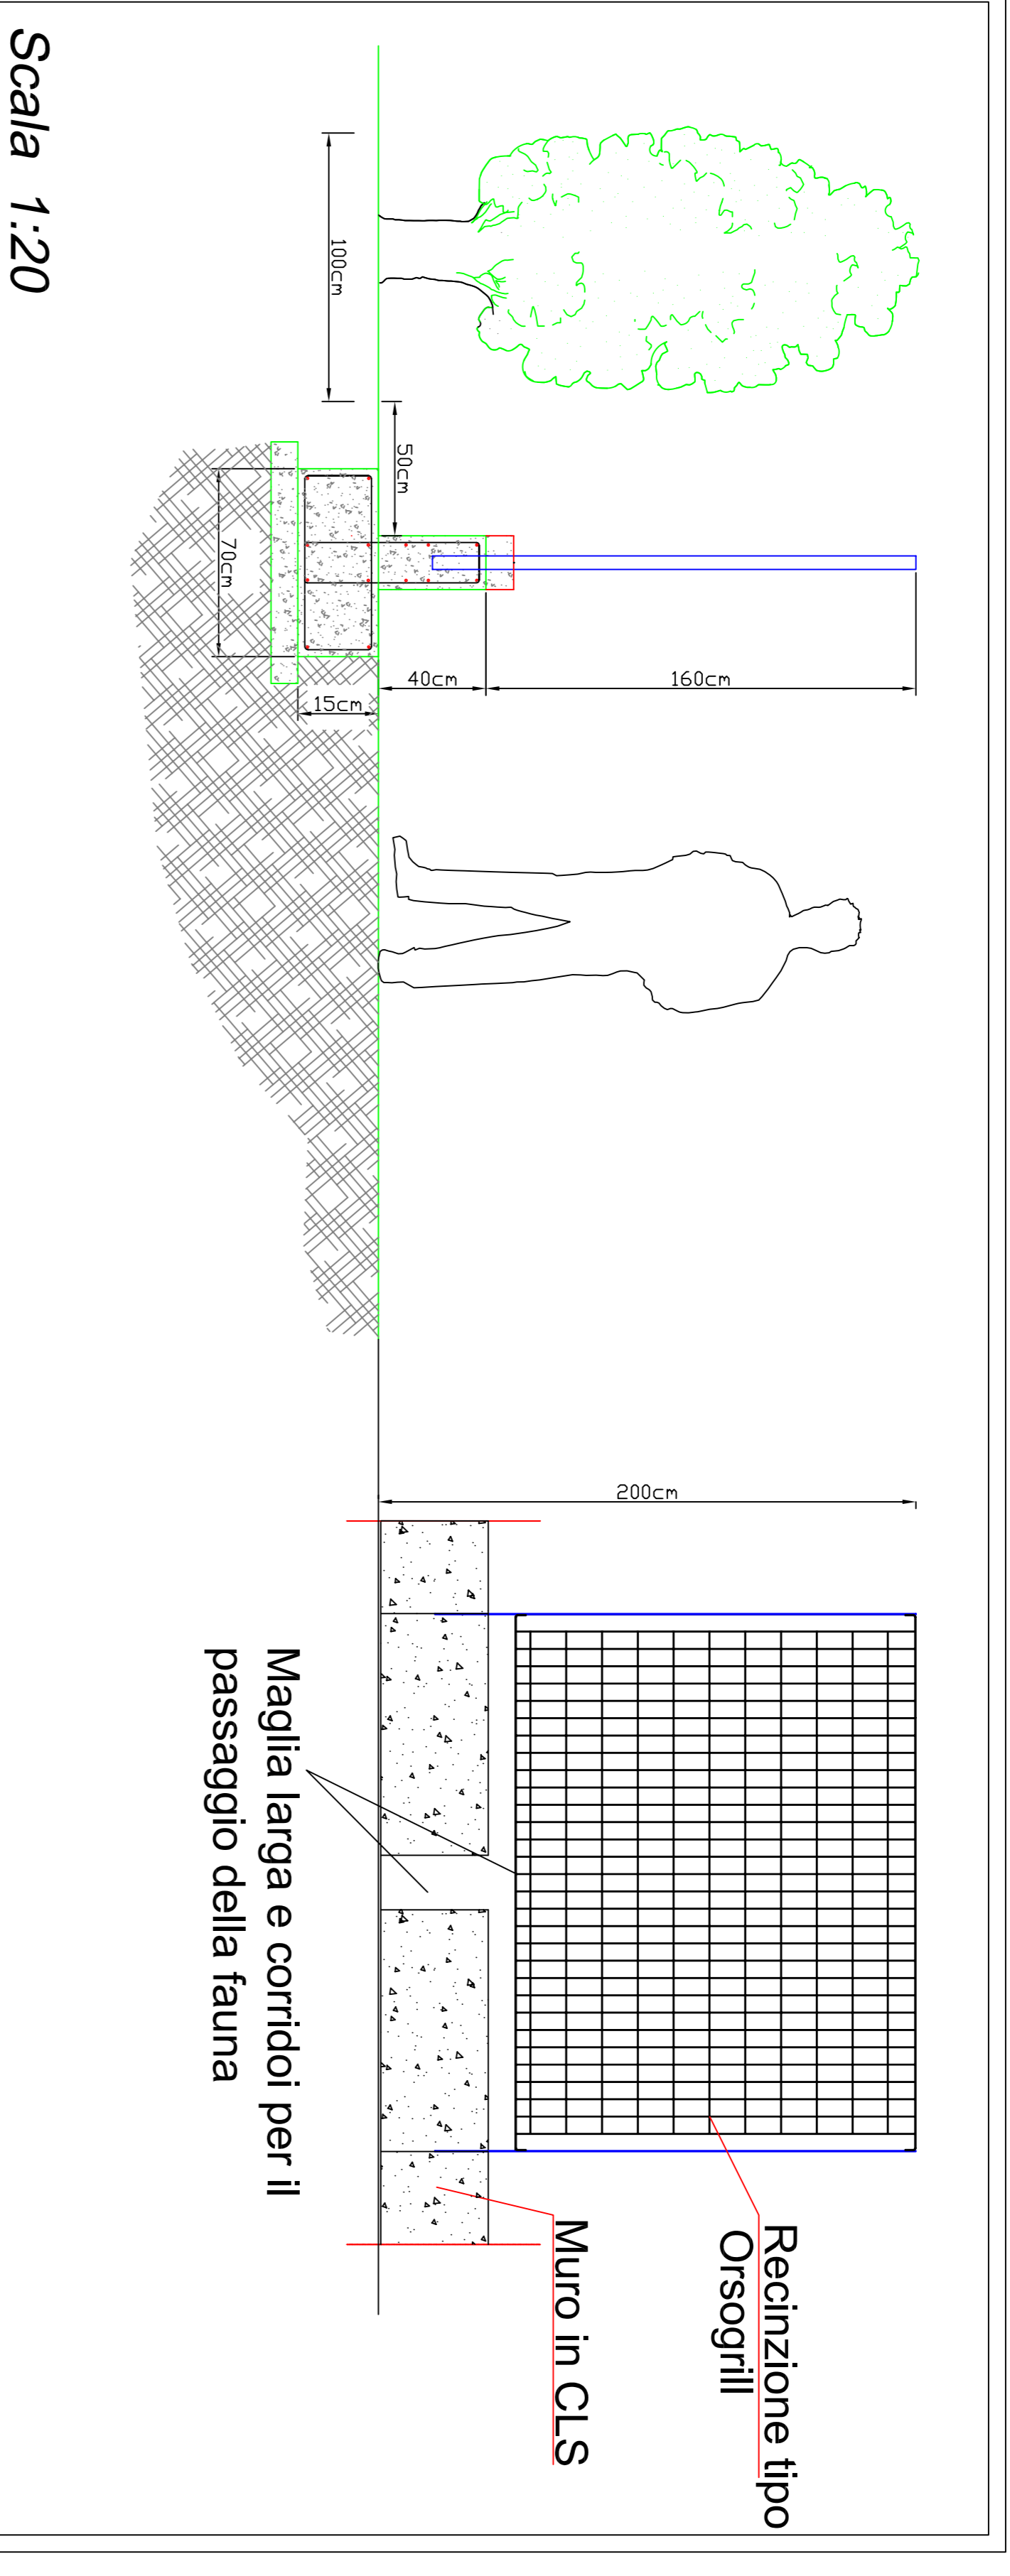 200cm
160cm
40cm
50cm
15cm
100cm
70cm
Recinzione tipo
Orsogrill
Muro in CLS
Maglia larga e corridoi per il
passaggio della fauna
Scala 1:20